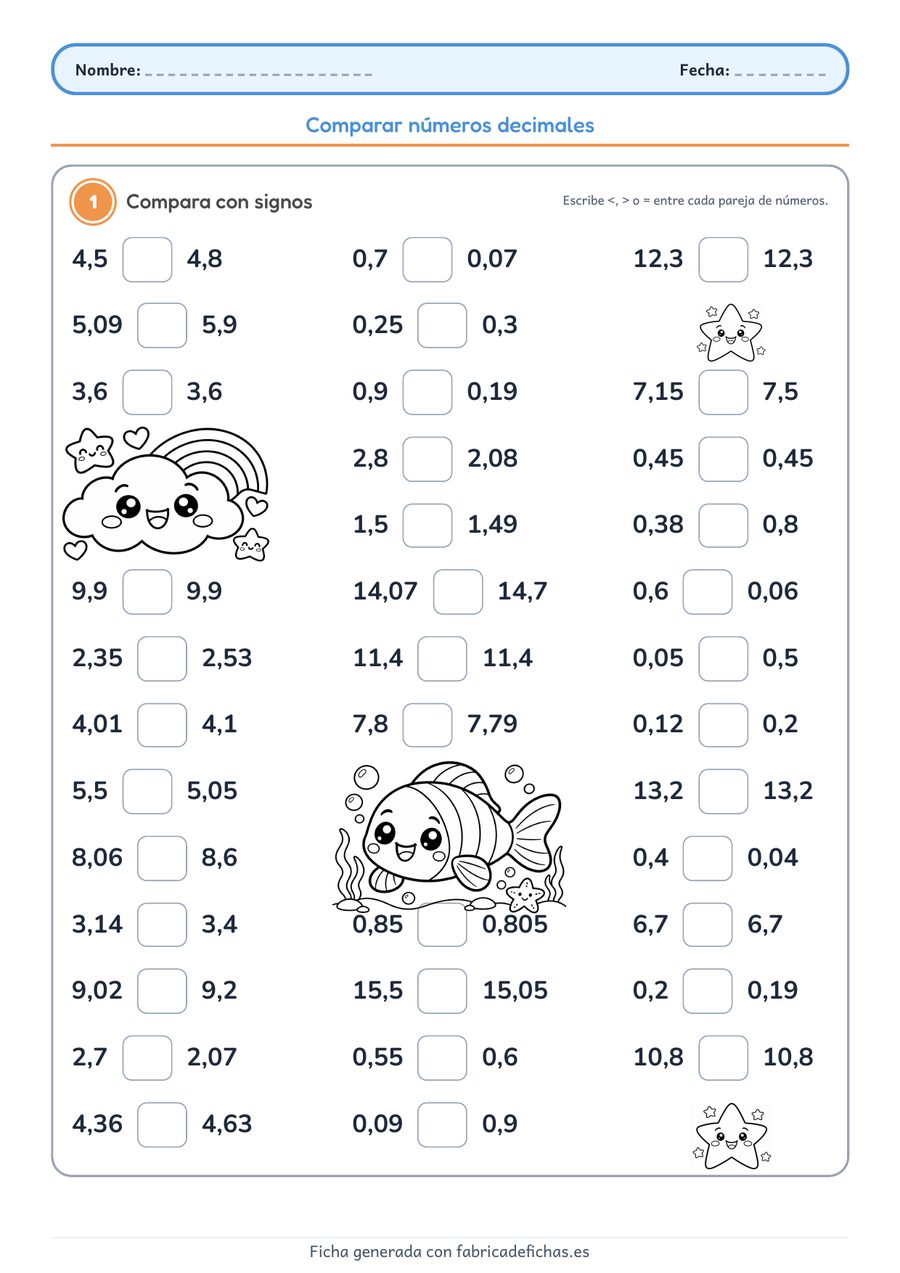 Nombre: Fecha:
Comparar números decimales
1 Compara con signos Escribe <, > o = entre cada pareja de números.
4,5 4,8 0,7 0,07 12,3 12,3
5,09 5,9 0,25 0,3
3,6 3,6 0,9 0,19 7,15 7,5
2,8 2,08 0,45 0,45
1,5 1,49 0,38 0,8
9,9 9,9 14,07 14,7 0,6 0,06
2,35 2,53 11,4 11,4 0,05 0,5
4,01 4,1 7,8 7,79 0,12 0,2
5,5 5,05 13,2 13,2
8,06 8,6 0,4 0,04
3,14 3,4 0,85 0,805 6,7 6,7
9,02 9,2 15,5 15,05 0,2 0,19
2,7 2,07 0,55 0,6 10,8 10,8
4,36 4,63 0,09 0,9
Ficha generada con fabricadefichas.es